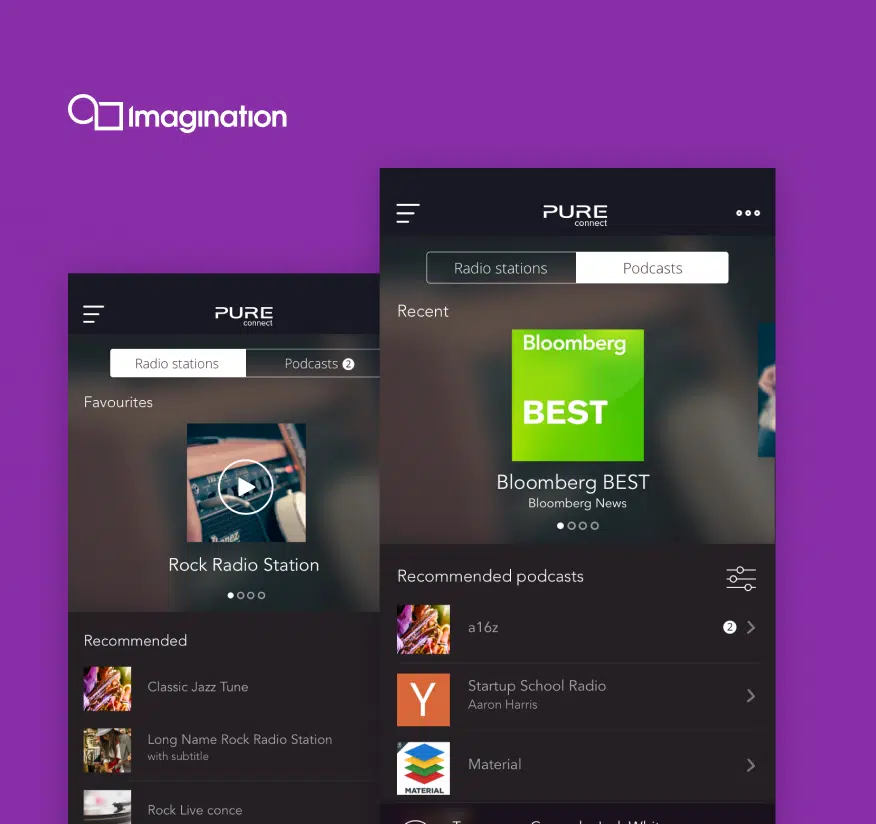 Imagination
PURE
connect
Radio stations
Podcasts 2
Favourites
Ibanez
Rock Radio Station
Recommended
Classic Jazz Tune
Long Name Rock Radio Station
with subtitle
Rock Live conce
PURE
connect
Radio stations
Podcasts
Recent
Bloomberg
BEST
Bloomberg BEST
Bloomberg News
Recommended podcasts
a16z
2
Y
Startup School Radio
Aaron Harris
MATERIAL
Material